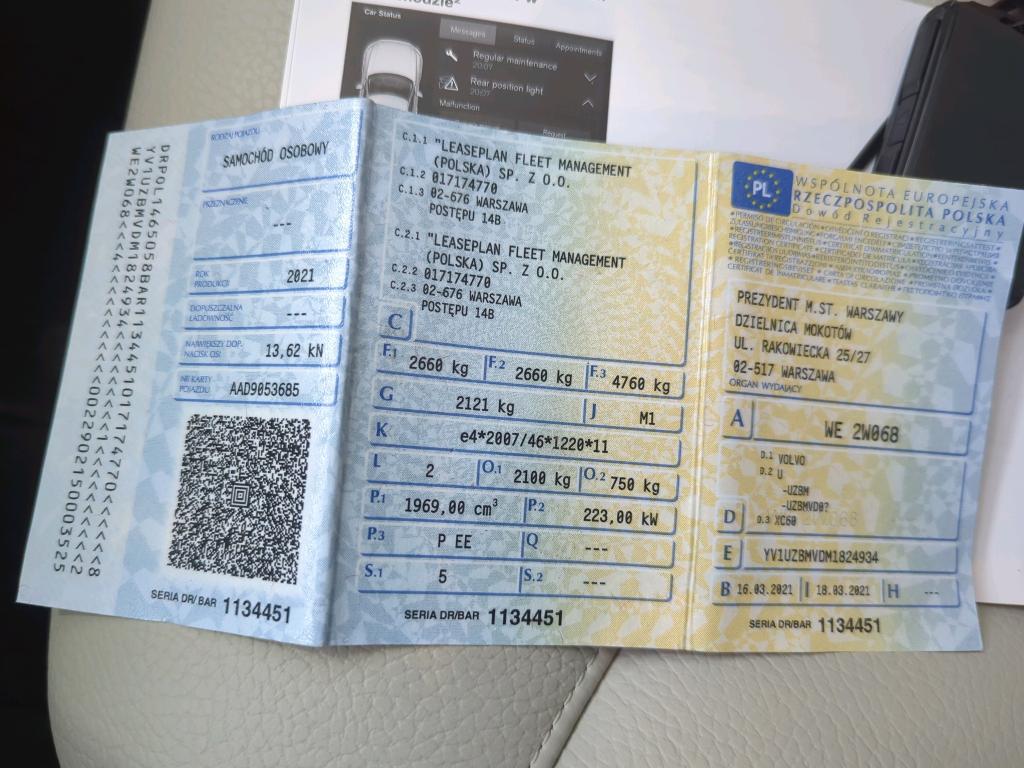 Car Status
Messages
Status
Appointments
Regular maintenance
20:07
Rear position light
20:07
Malfunction
Request
DRPOL1465058BAR1134451017174770<<<<<<<<8
RODZAJ POJAZDU
SAMOCHÓD OSOBOWY
PRZEZNACZENIE
---
ROK
PRODUKCJI
2021
DOPUSZCZALNA
ŁADOWNOŚĆ
---
NAJWIĘKSZY DOP.
NACISK OSI
13,62 kN
NR KARTY
POJAZDU
AAD9053685
SERIA DR/BAR 1134451
C.1.1 "LEASEPLAN FLEET MANAGEMENT
(POLSKA) SP. Z O.O.
C.1.2 017174770
C.1.3 02-676 WARSZAWA
POSTĘPU 14B
C.2.1 "LEASEPLAN FLEET MANAGEMENT
(POLSKA) SP. Z O.O.
C.2.2 017174770
C.2.3 02-676 WARSZAWA
POSTĘPU 14B
C
F.1 2660 kg F.2 2660 kg F.3 4760 kg
G 2121 kg J M1
K e4*2007/46*1220*11
L 2 O.1 2100 kg O.2 750 kg
P.1 1969,00 cm³ P.2 223,00 kW
P.3 P EE Q ---
S.1 5 S.2 ---
SERIA DR/BAR 1134451
PL
WSPÓLNOTA EUROPEJSKA
RZECZPOSPOLITA POLSKA
Dowód Rejestracyjny
PREZYDENT M.ST. WARSZAWY
DZIELNICA MOKOTÓW
UL. RAKOWIECKA 25/27
02-517 WARSZAWA
ORGAN WYDAJĄCY
A WE 2W068
D.1 VOLVO
D.2 U
-UZBM
-UZBMVD0?
D D.3 XC60
E YV1UZBMVDM1824934
B 16.03.2021 I 18.03.2021 H ---
SERIA DR/BAR 1134451